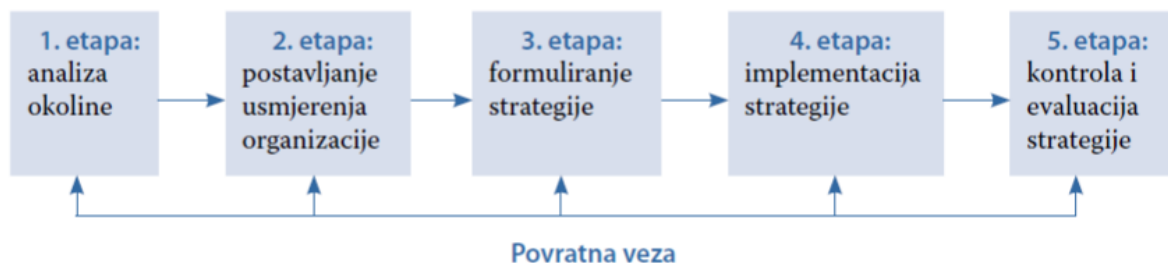 1. etapa:
analiza
okoline
2. etapa:
postavljanje
usmjerenja
organizacije
3. etapa:
formuliranje
strategije
4. etapa:
implementacija
strategije
5. etapa:
kontrola i
evaluacija
strategije
Povratna veza